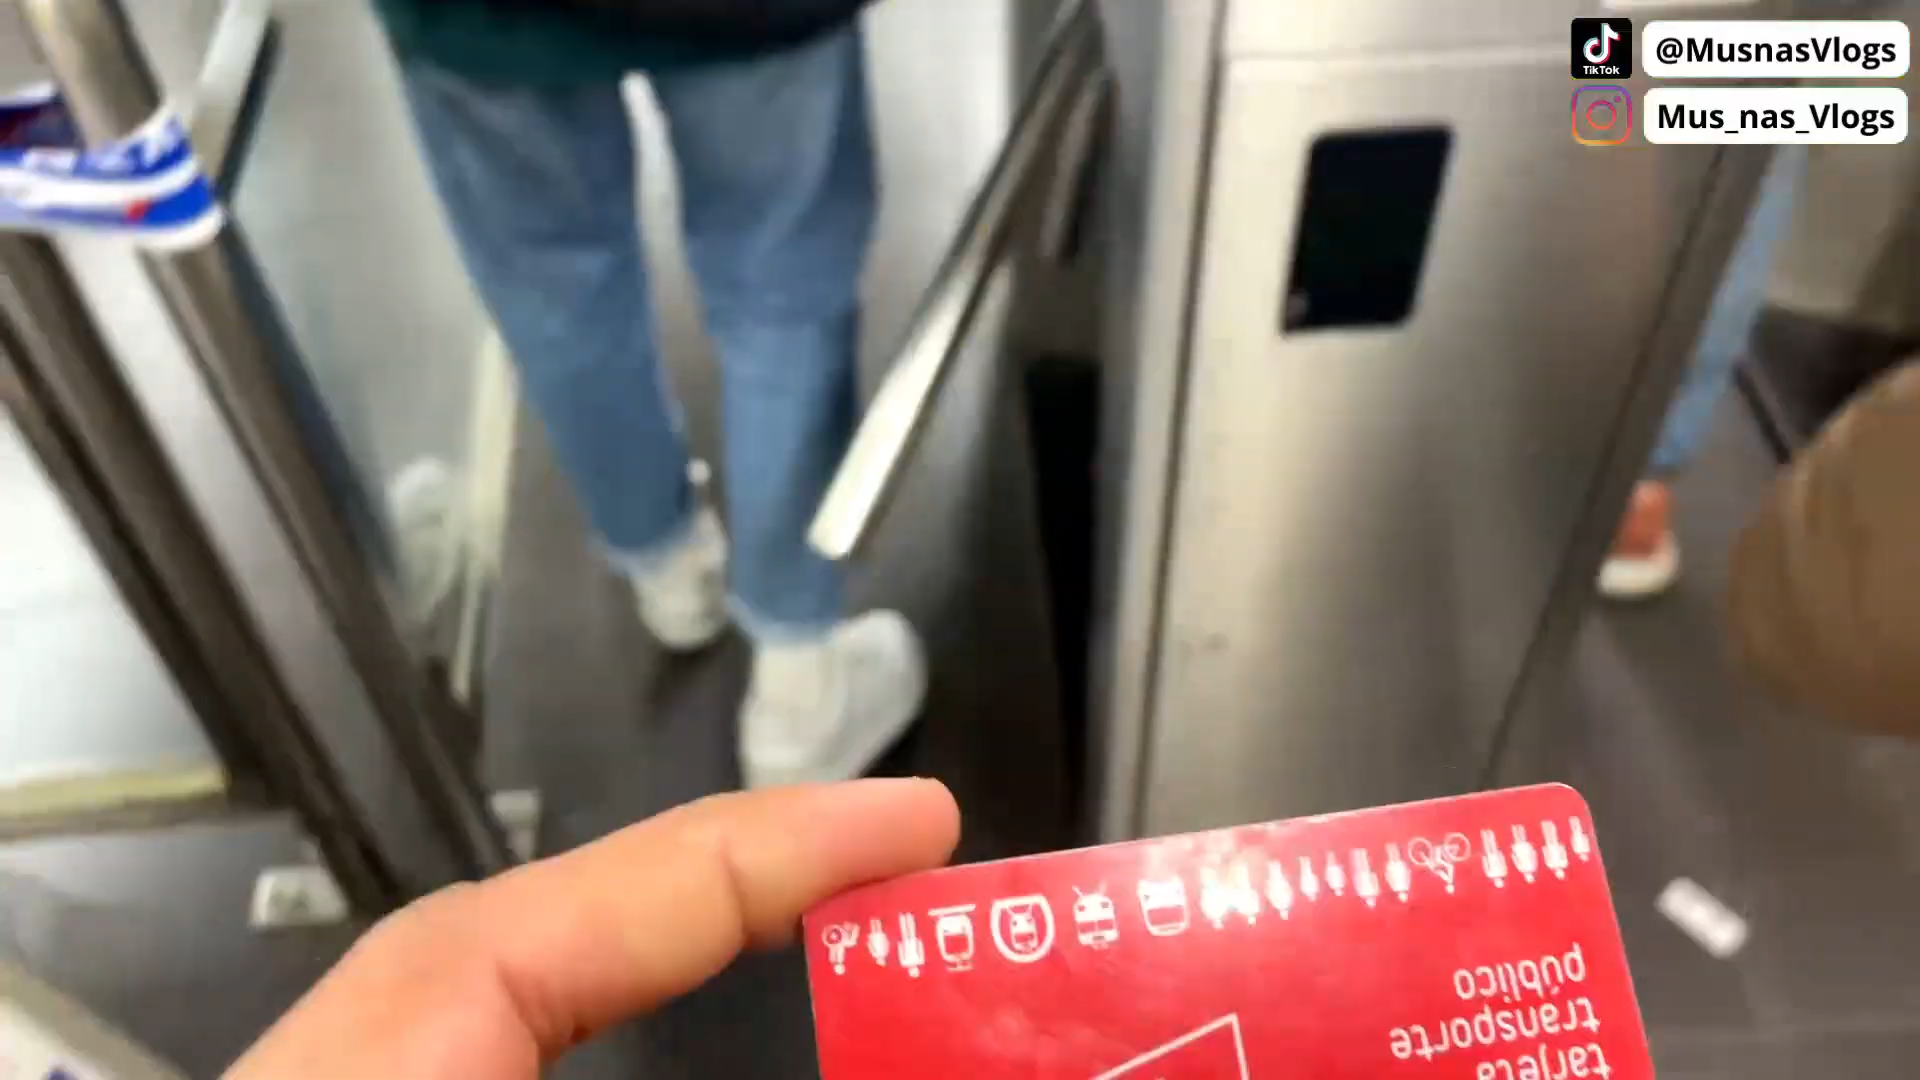 TikTok
@MusnasVlogs
Mus_nas_Vlogs
tarjeta
transporte
público